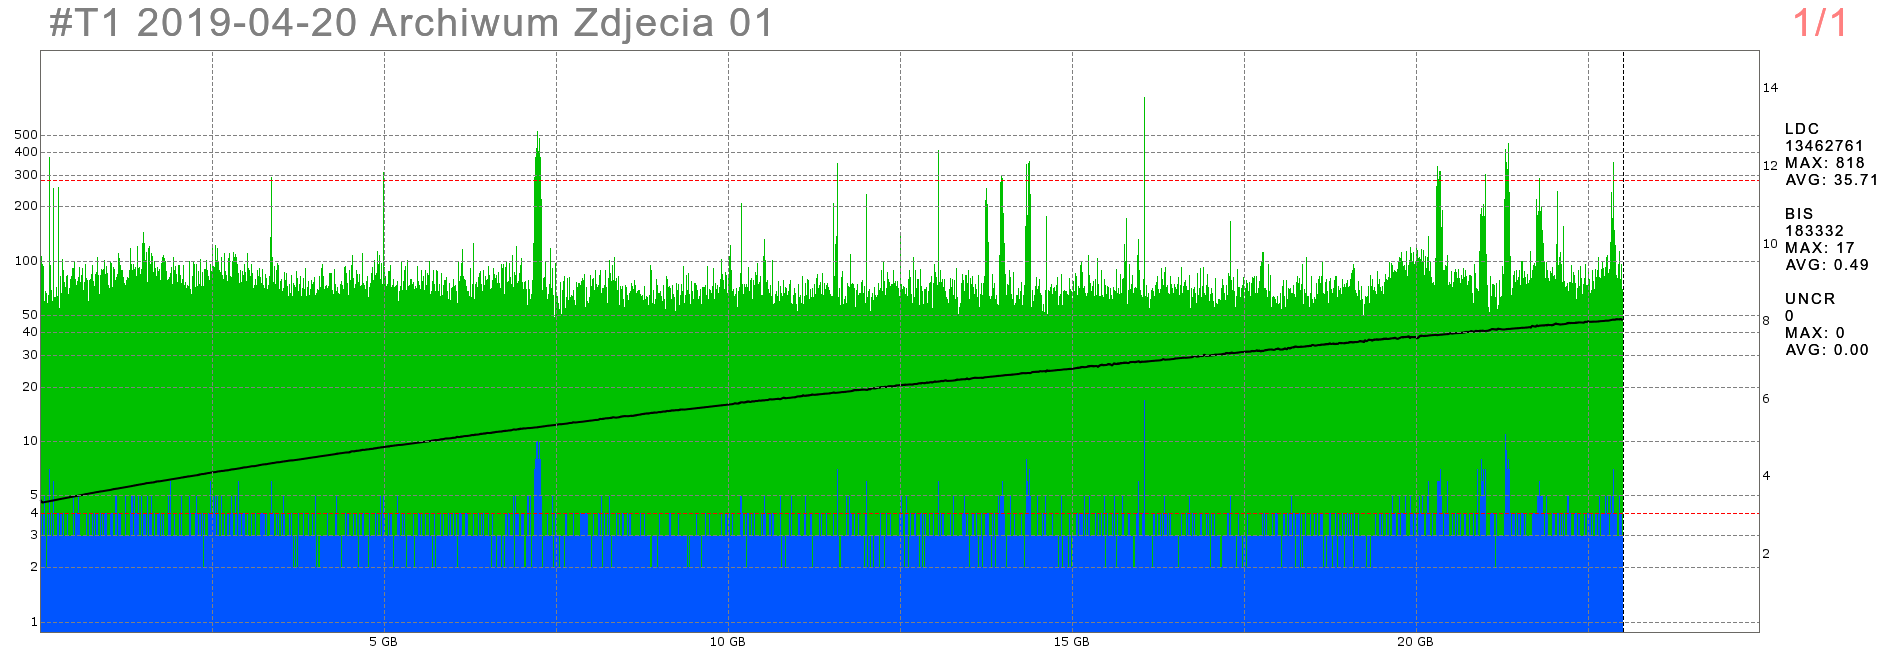 #T1 2019-04-20 Archiwum Zdjecia 01
1/1
500
400
300
200
100
50
40
30
20
10
5
4
3
2
1
14
12
10
8
6
4
2
5 GB
10 GB
15 GB
20 GB
LDC
13462761
MAX: 818
AVG: 35.71
BIS
183332
MAX: 17
AVG: 0.49
UNCR
0
MAX: 0
AVG: 0.00